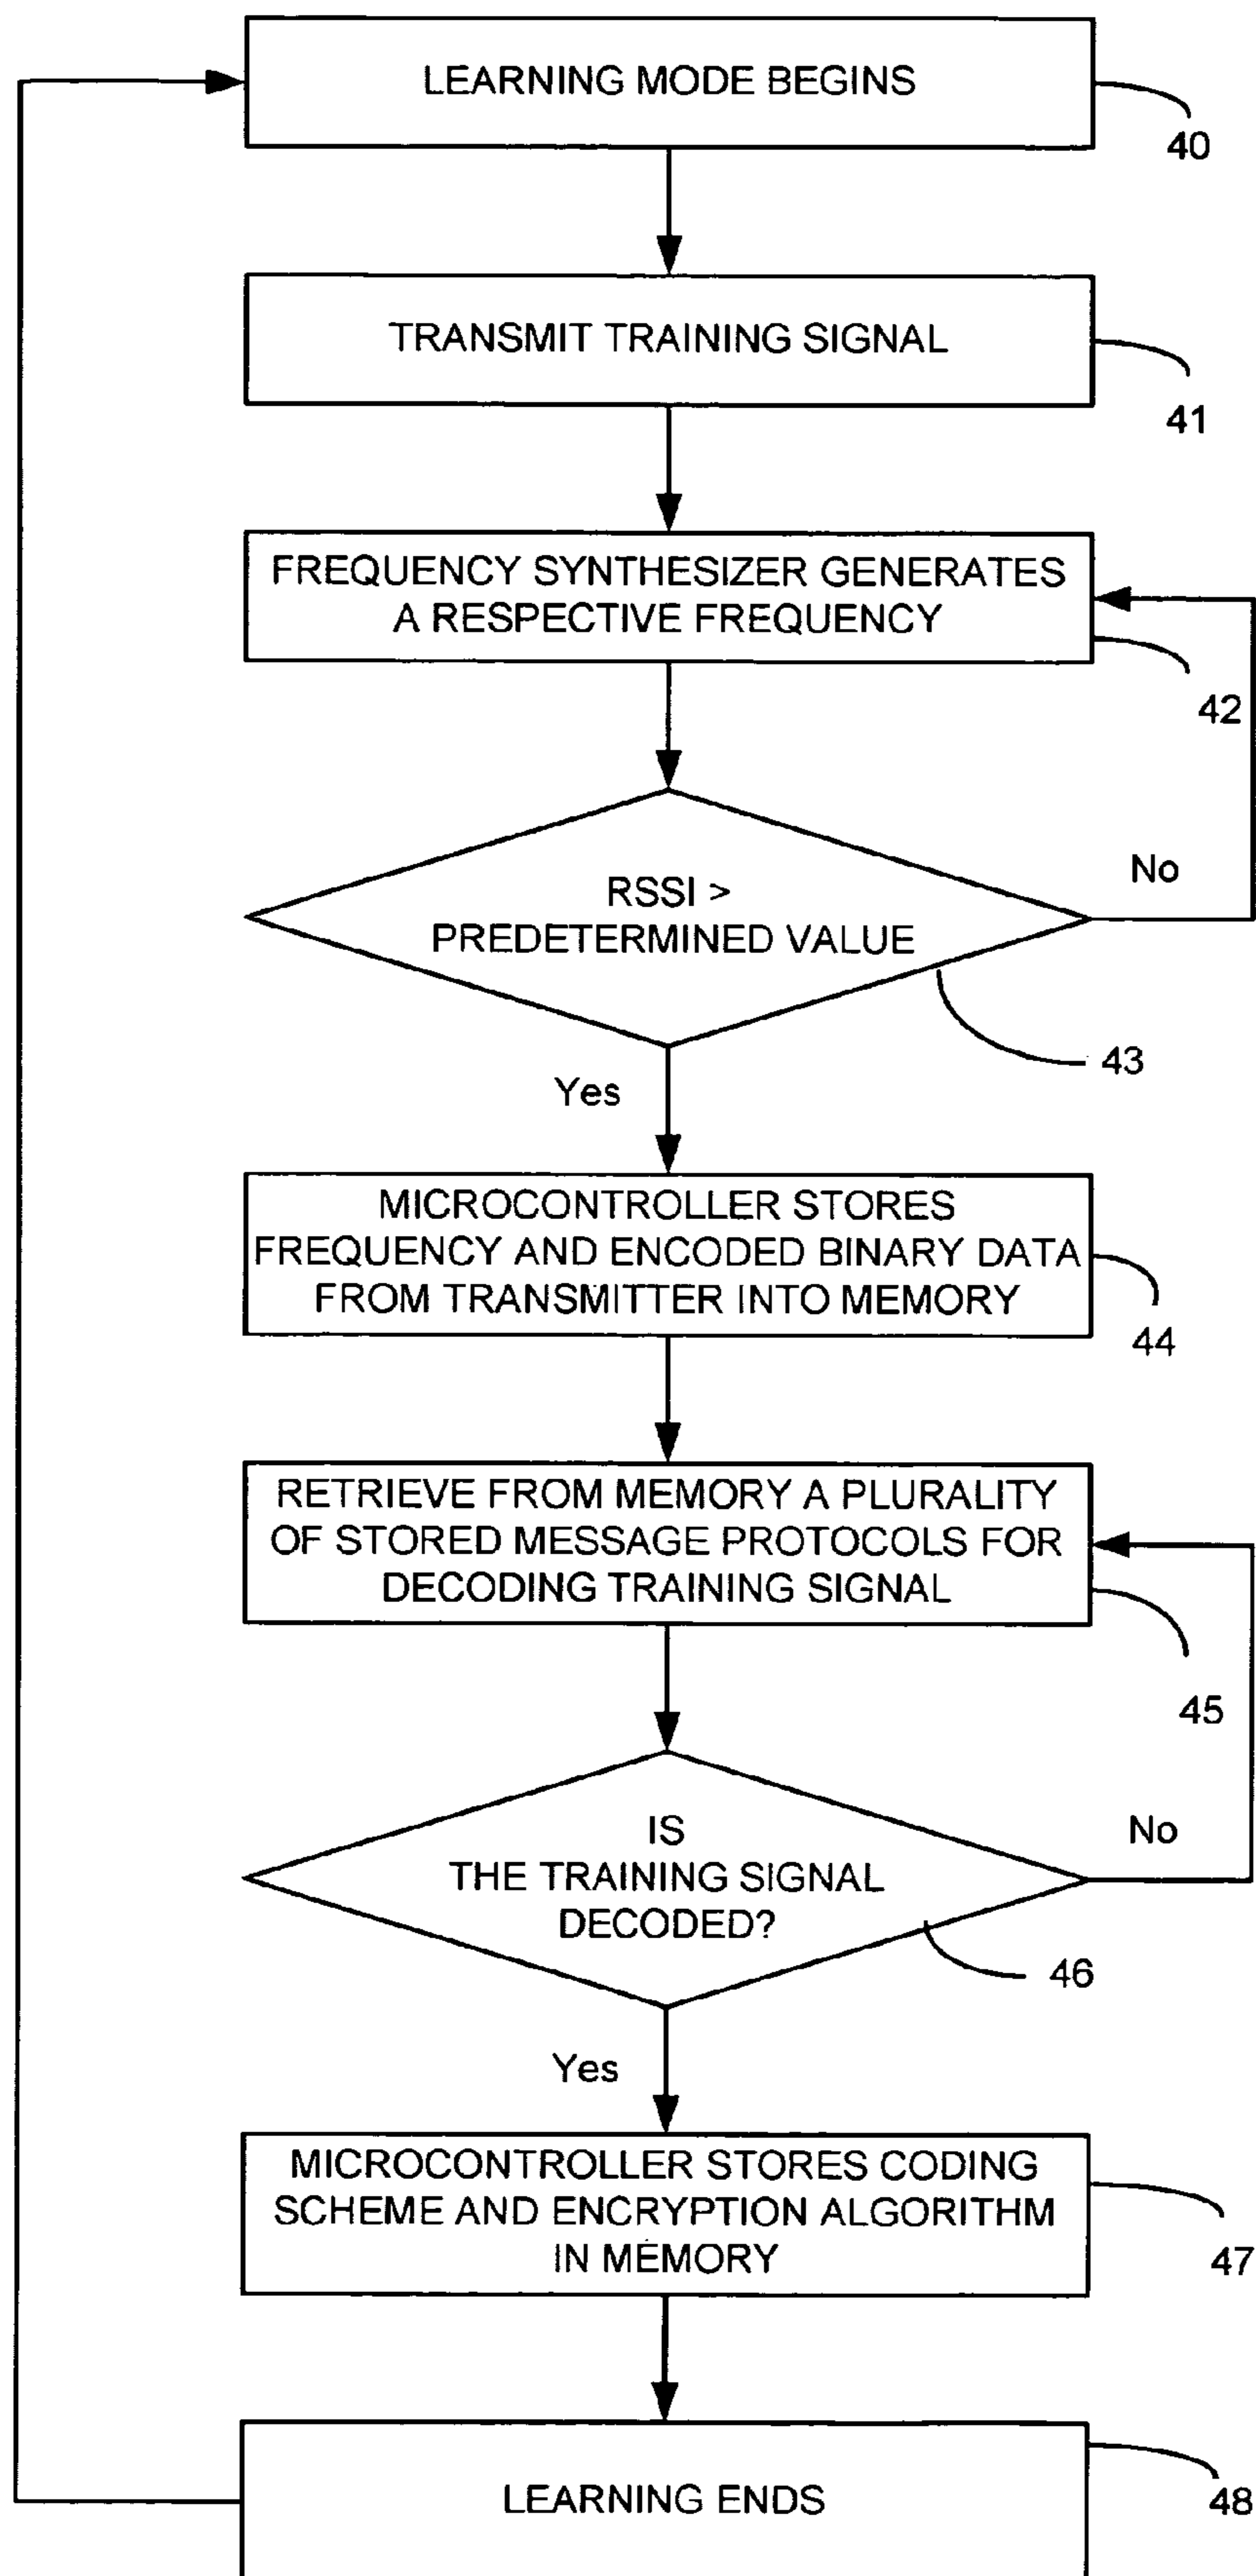 LEARNING MODE BEGINS
40
TRANSMIT TRAINING SIGNAL
41
FREQUENCY SYNTHESIZER GENERATES
A RESPECTIVE FREQUENCY
42
RSSI >
PREDETERMINED VALUE
No
43
Yes
MICROCONTROLLER STORES
FREQUENCY AND ENCODED BINARY DATA
FROM TRANSMITTER INTO MEMORY
44
RETRIEVE FROM MEMORY A PLURALITY
OF STORED MESSAGE PROTOCOLS FOR
DECODING TRAINING SIGNAL
45
IS
THE TRAINING SIGNAL
DECODED?
No
46
Yes
MICROCONTROLLER STORES CODING
SCHEME AND ENCRYPTION ALGORITHM
IN MEMORY
47
LEARNING ENDS
48